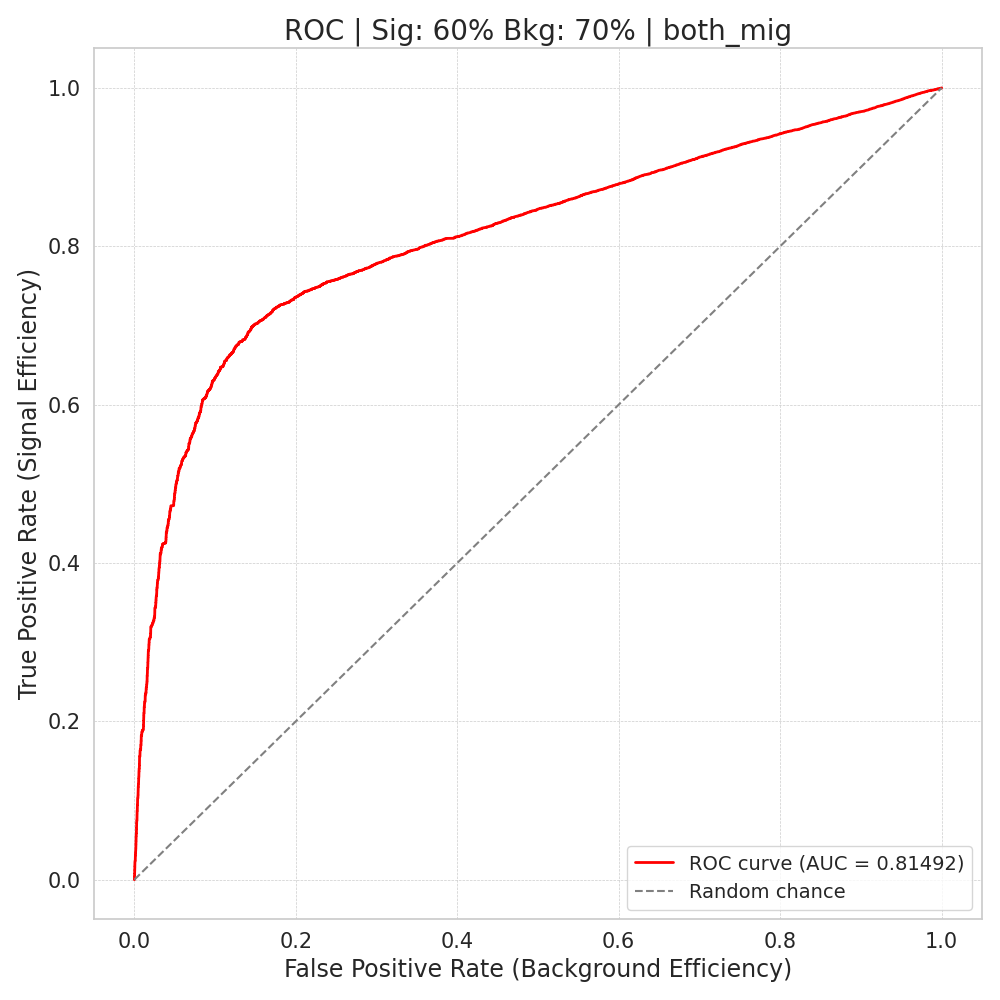 ROC | Sig: 60% Bkg: 70% | both_mig
True Positive Rate (Signal Efficiency)
1.0
0.8
0.6
0.4
0.2
0.0
0.0 0.2 0.4 0.6 0.8 1.0
False Positive Rate (Background Efficiency)
ROC curve (AUC = 0.81492)
Random chance